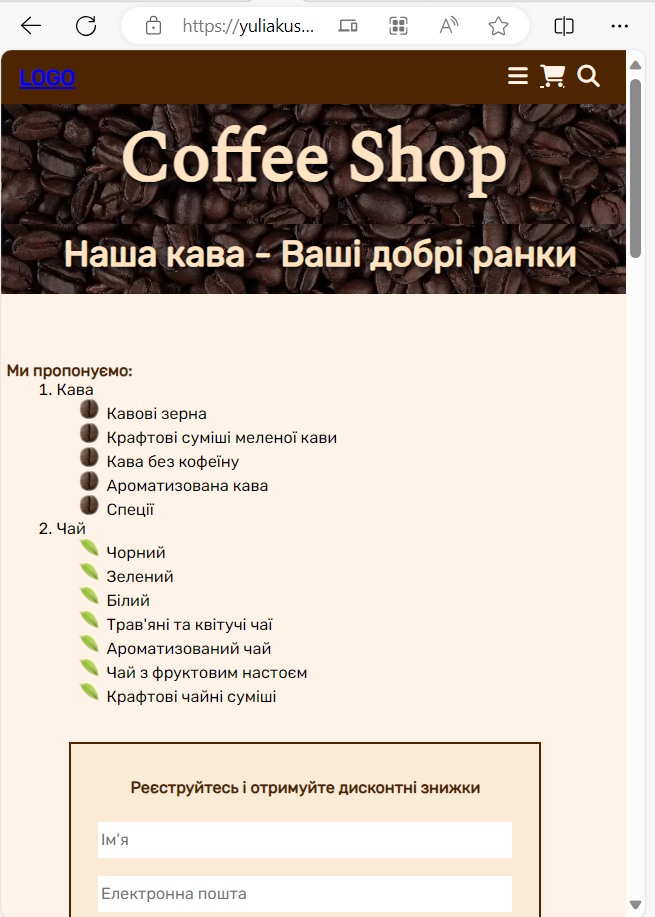 https://yuliakus...
LOGO
Coffee Shop
Наша кава - Ваші добрі ранки
Ми пропонуємо:
1. Кава
Кавові зерна
Крафтові суміші меленої кави
Кава без кофеїну
Ароматизована кава
Спеції
2. Чай
Чорний
Зелений
Білий
Трав'яні та квітучі чаї
Ароматизований чай
Чай з фруктовим настоєм
Крафтові чайні суміші
Реєструйтесь і отримуйте дисконтні знижки
Ім'я
Електронна пошта